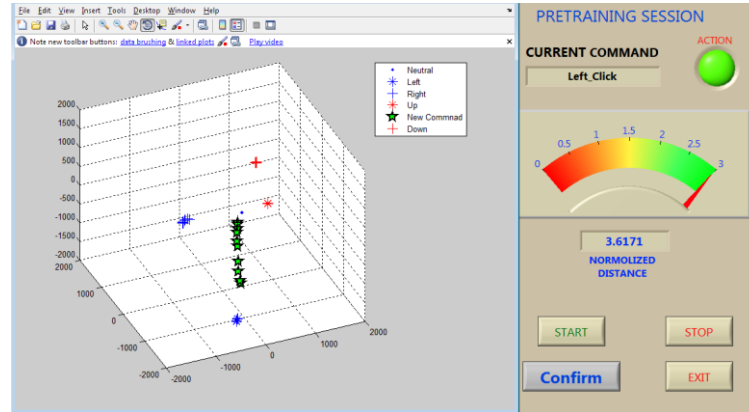 File Edit View Insert Tools Desktop Window Help
Note new toolbar buttons: data brushing & linked plots Play video
Neutral
Left
Right
Up
New Commnad
Down
2000
1500
1000
500
0
-500
-1000
-1500
-2000
2000
1000
0
-1000
-2000
-2000
-1000
0
1000
2000
PRETRAINING SESSION
CURRENT COMMAND
ACTION
Left_Click
0 0.5 1 1.5 2 2.5 3
3.6171
NORMOLIZED
DISTANCE
START STOP
Confirm EXIT